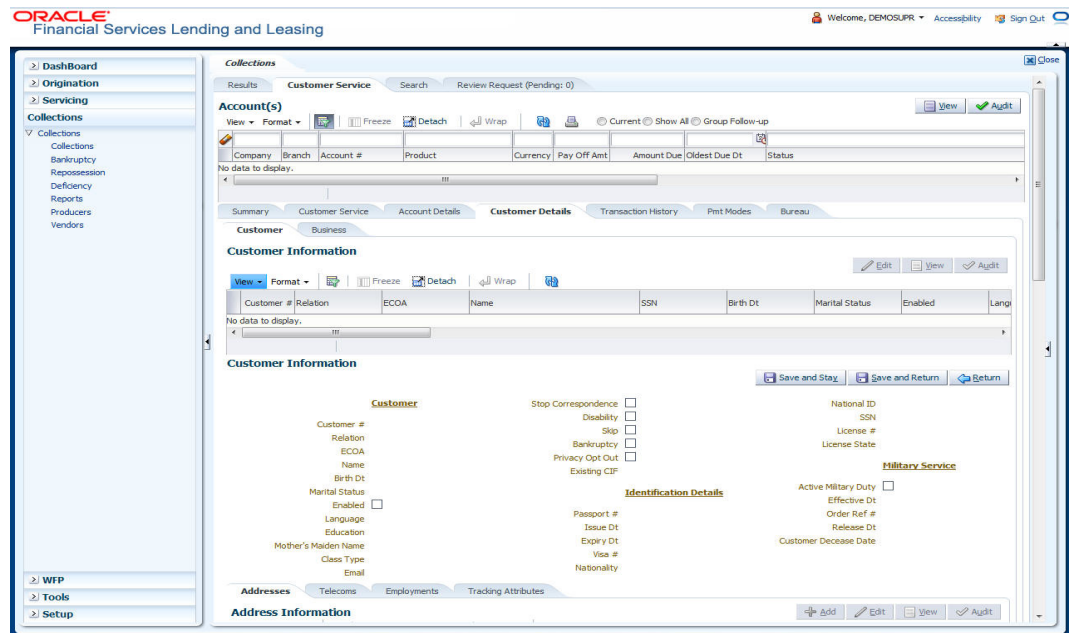 ORACLE®
Financial Services Lending and Leasing
Welcome, DEMOSUPR
Accessibility
Sign Out
Close
DashBoard
Origination
Servicing
Collections
Collections
Collections
Bankruptcy
Repossession
Deficiency
Reports
Producers
Vendors
WFP
Tools
Setup
Collections
Results Customer Service Search Review Request (Pending: 0)
Account(s)
View Audit
View Format Freeze Detach Wrap Current Show All Group Follow-up
Company Branch Account # Product Currency Pay Off Amt Amount Due Oldest Due Dt Status
No data to display.
Summary Customer Service Account Details Customer Details Transaction History Pmt Modes Bureau
Customer Business
Customer Information
Edit View Audit
View Format Freeze Detach Wrap
Customer # Relation ECOA Name SSN Birth Dt Marital Status Enabled Langu
No data to display.
Customer Information
Save and Stay Save and Return Return
Customer
Customer #
Relation
ECOA
Name
Birth Dt
Marital Status
Enabled
Language
Education
Mother's Maiden Name
Class Type
Email
Stop Correspondence
Disability
Skip
Bankruptcy
Privacy Opt Out
Existing CIF
Identification Details
Passport #
Issue Dt
Expiry Dt
Visa #
Nationality
National ID
SSN
License #
License State
Military Service
Active Military Duty
Effective Dt
Order Ref #
Release Dt
Customer Decease Date
Addresses Telecoms Employments Tracking Attributes
Address Information
Add Edit View Audit